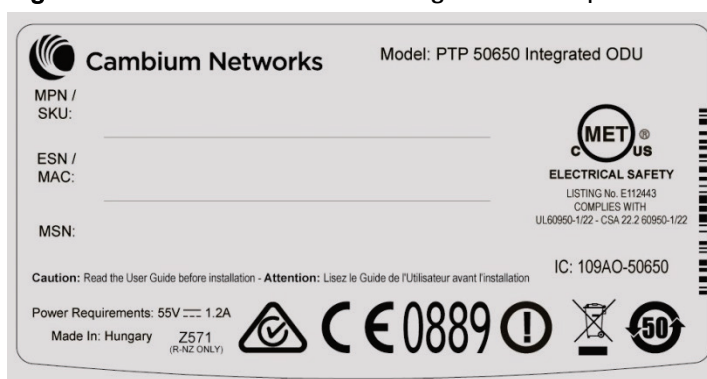 Cambium Networks
Model: PTP 50650 Integrated ODU
MPN /
SKU:
MET ®
C US
ESN /
MAC:
ELECTRICAL SAFETY
LISTING No. E112443
COMPLIES WITH
UL60950-1/22 - CSA 22.2 60950-1/22
MSN:
IC: 109AO-50650
Caution: Read the User Guide before installation - Attention: Lisez le Guide de l'Utilisateur avant l'installation
Power Requirements: 55V ⎓ 1.2A
Made In: Hungary Z571
(R-NZ ONLY)
CE0889
50